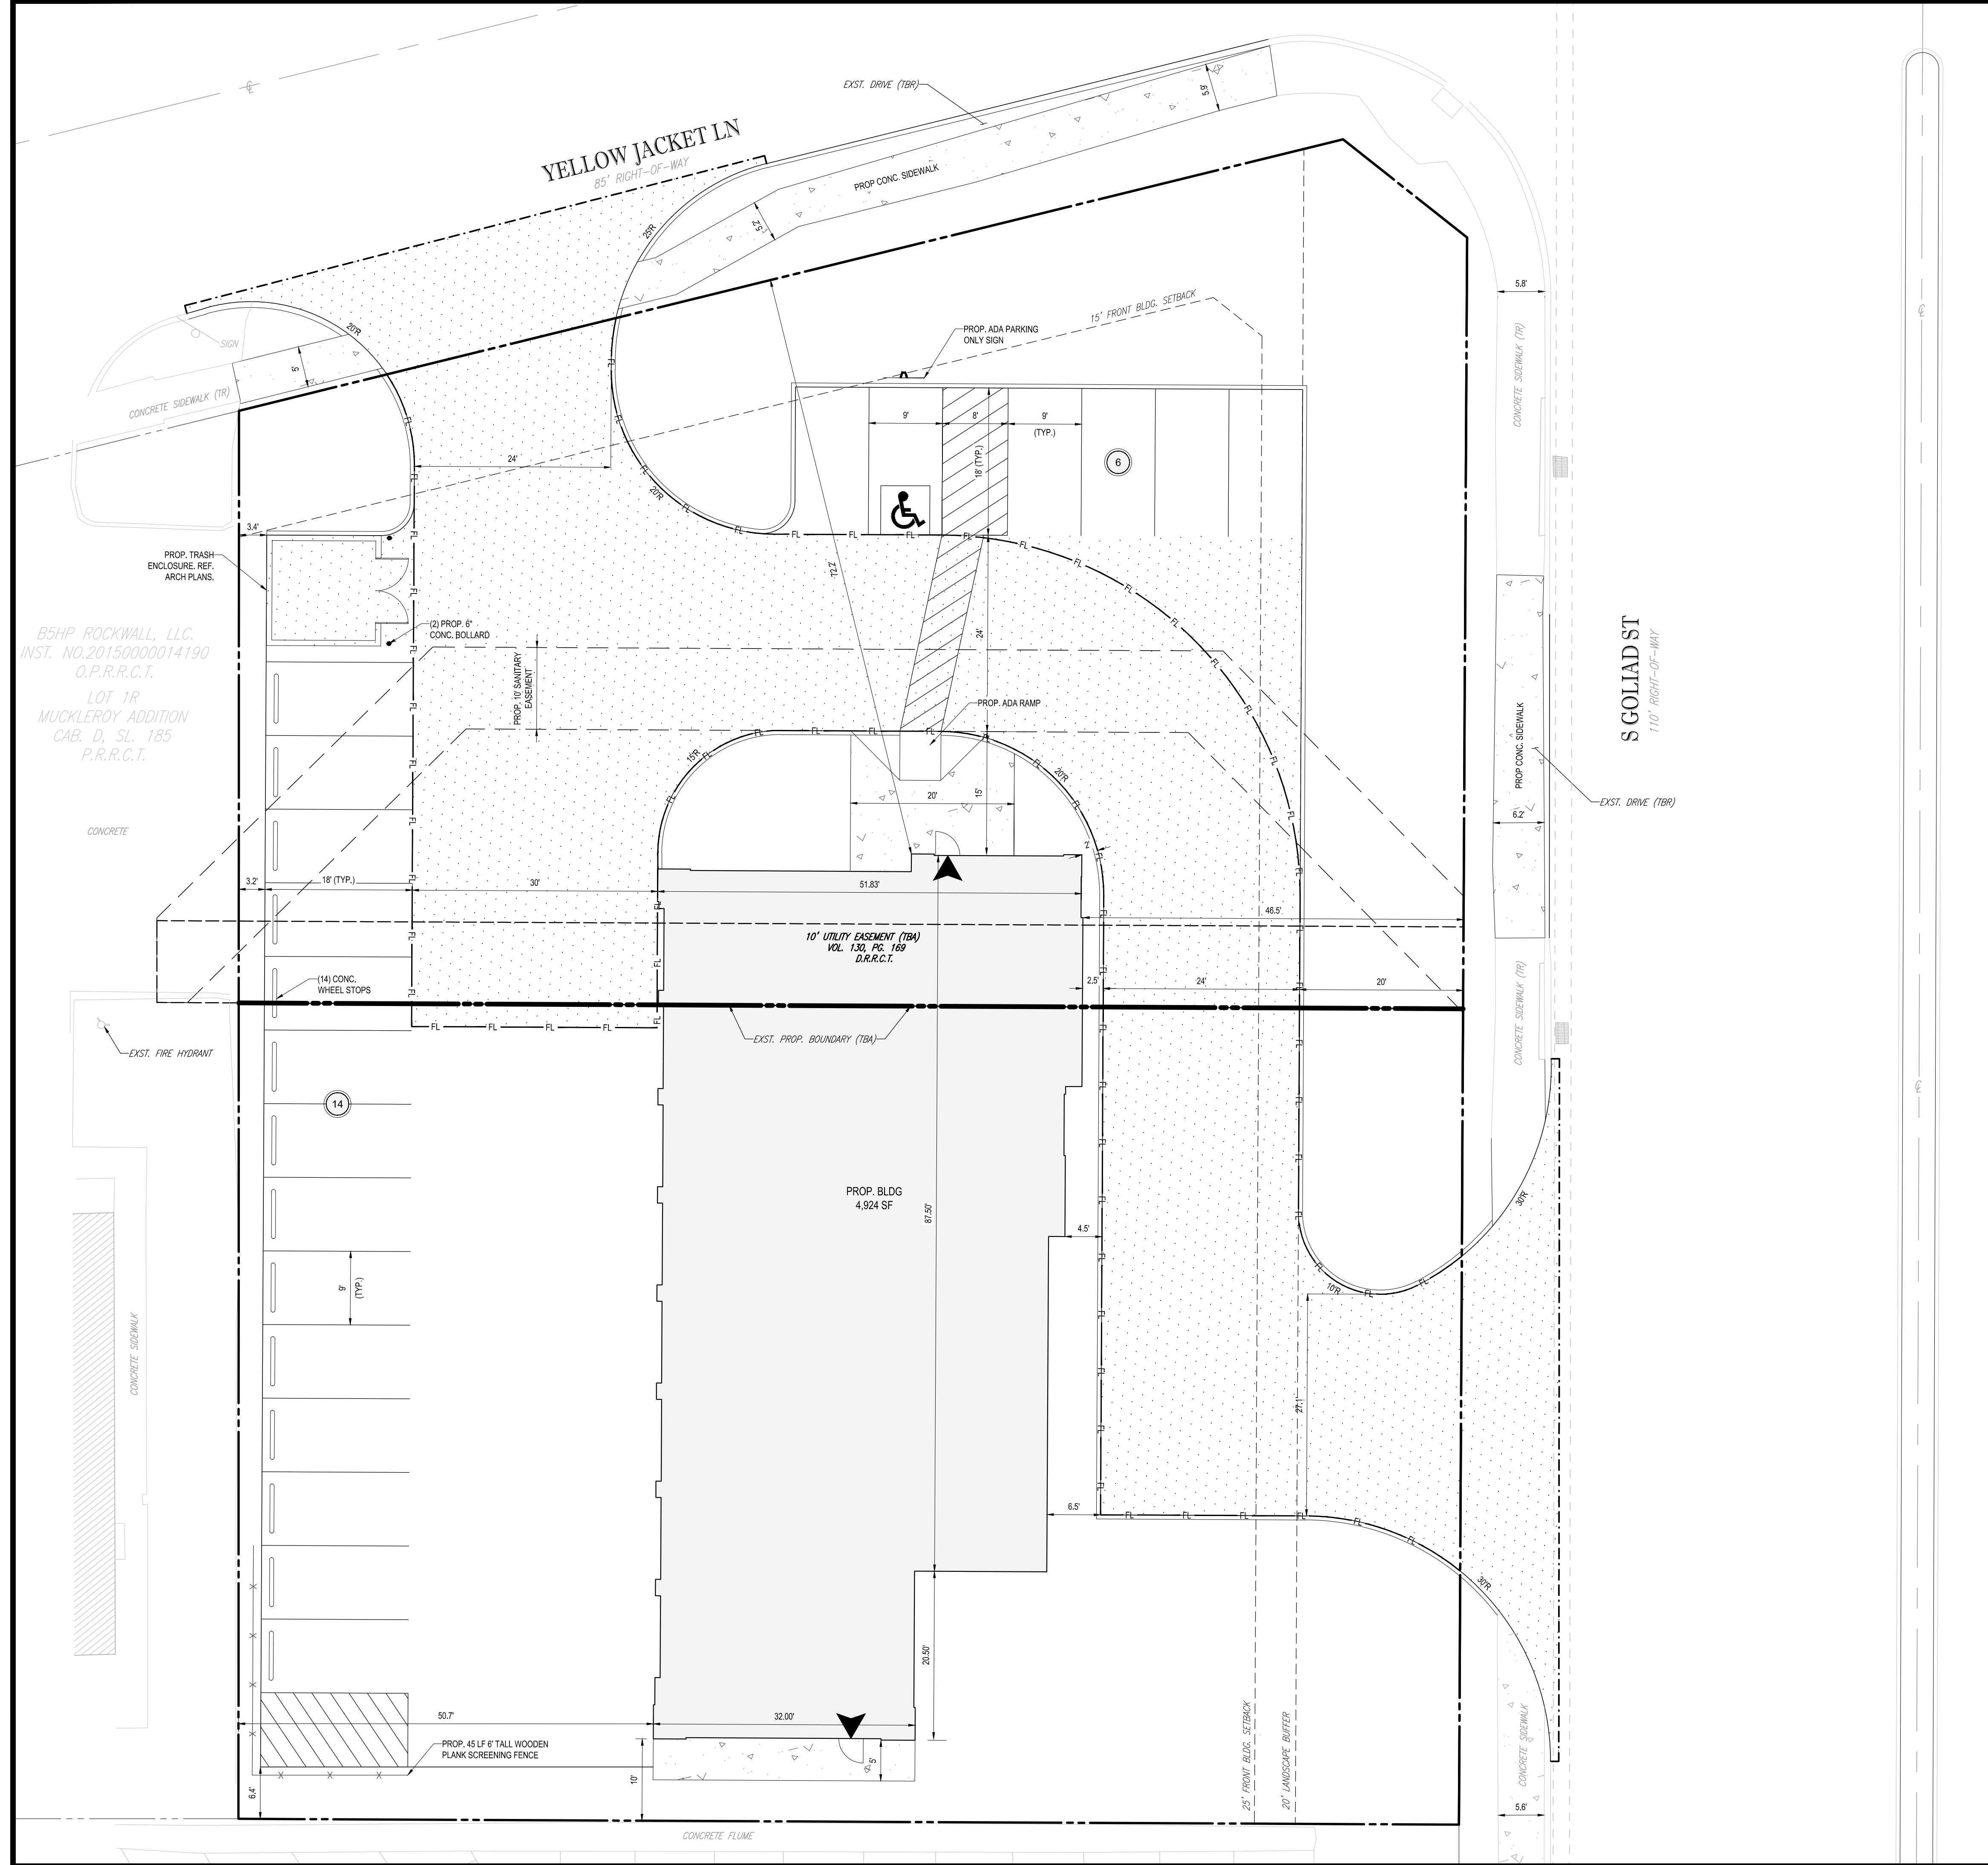 EXST. DRIVE (TBR)
5.9'
YELLOW JACKET LN
85' RIGHT-OF-WAY
PROP CONC. SIDEWALK
5.2'
25'R
15' FRONT BLDG. SETBACK
5.8'
CONCRETE SIDEWALK (TR)
20'R
SIGN
5'
CONCRETE SIDEWALK (TR)
PROP. ADA PARKING
ONLY SIGN
9'
8'
9'
(TYP.)
18' (TYP.)
6
24'
20'R
3.4'
PROP. TRASH
ENCLOSURE. REF.
ARCH PLANS.
72.2'
(2) PROP. 6"
CONC. BOLLARD
PROP. 10' SANITARY
EASEMENT
24'
B5HP ROCKWALL, LLC.
INST. NO.20150000014190
O.P.R.R.C.T.
LOT 1R
MUCKLEROY ADDITION
CAB. D, SL. 185
P.R.R.C.T.
S GOLIAD ST
110' RIGHT-OF-WAY
PROP. ADA RAMP
PROP CONC. SIDEWALK
15'R
20'R
20'
15'
EXST. DRIVE (TBR)
6.2'
CONCRETE
2'
3.2'
18' (TYP.)
30'
51.83'
46.5'
10' UTILITY EASEMENT (TBA)
VOL. 130, PG. 169
D.R.R.C.T.
(14) CONC.
WHEEL STOPS
2.5'
24'
20'
CONCRETE SIDEWALK (TR)
EXST. FIRE HYDRANT
EXST. PROP. BOUNDARY (TBA)
14
PROP. BLDG
4,924 SF
87.50'
4.5'
30'R
9'
(TYP.)
10'R
CONCRETE SIDEWALK
27.1'
6.5'
30'R
20.50'
50.7'
32.00'
25' FRONT BLDG. SETBACK
20' LANDSCAPE BUFFER
CONCRETE SIDEWALK
PROP. 45 LF 6' TALL WOODEN
PLANK SCREENING FENCE
5'
10'
6.4'
5.6'
CONCRETE FLUME
FL